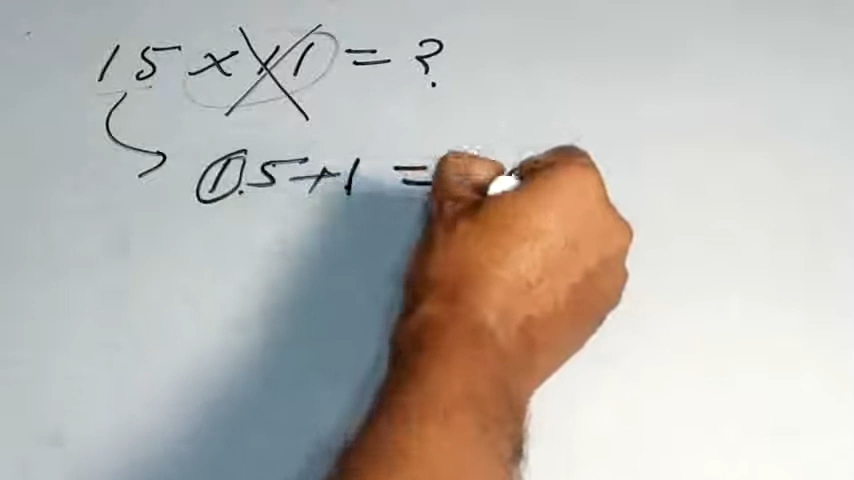 15 × 11 = ?
1.5+1 =